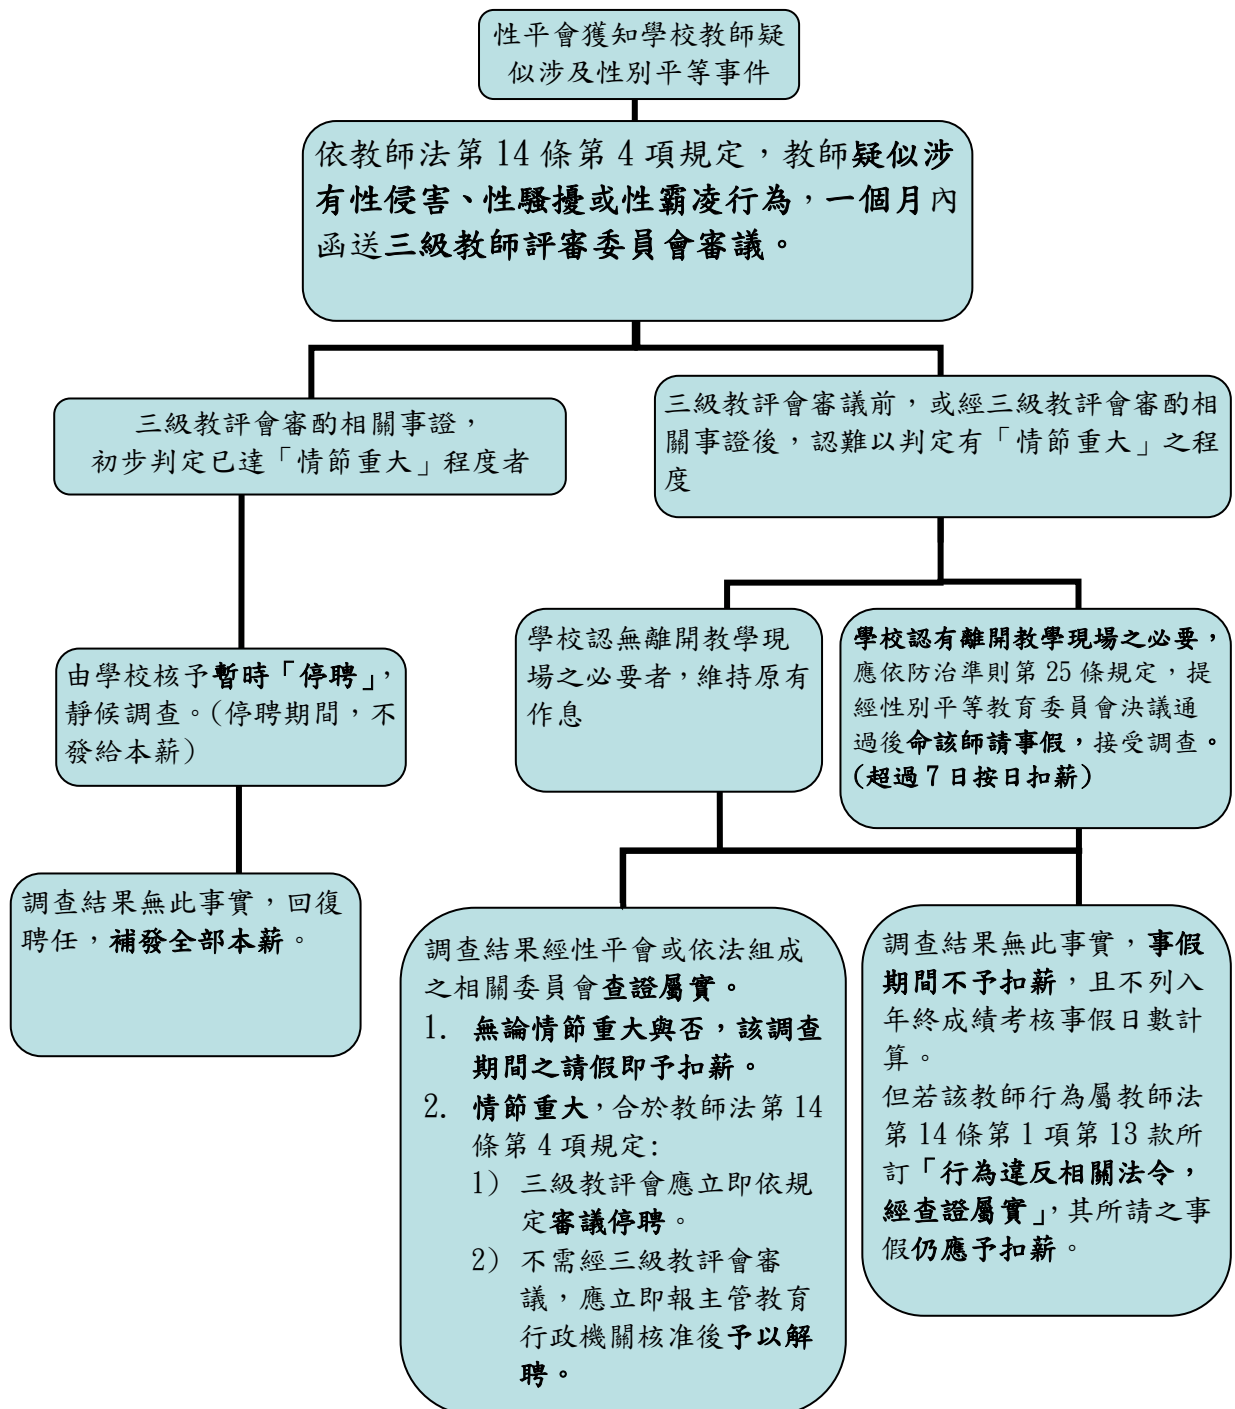 性平會獲知學校教師疑
似涉及性別平等事件
依教師法第 14 條第 4 項規定，教師疑似涉
有性侵害、性騷擾或性霸凌行為，一個月內
函送三級教師評審委員會審議。
三級教評會審酌相關事證，
初步判定已達「情節重大」程度者
三級教評會審議前，或經三級教評會審酌相
關事證後，認難以判定有「情節重大」之程
度
由學校核予暫時「停聘」，
靜候調查。(停聘期間，不
發給本薪)
學校認無離開教學現
場之必要者，維持原有
作息
學校認有離開教學現場之必要，
應依防治準則第 25 條規定，提
經性別平等教育委員會決議通
過後命該師請事假，接受調查。
(超過 7 日按日扣薪)
調查結果無此事實，回復
聘任，補發全部本薪。
調查結果經性平會或依法組成
之相關委員會查證屬實。
1. 無論情節重大與否，該調查
期間之請假即予扣薪。
2. 情節重大，合於教師法第 14
條第 4 項規定:
1) 三級教評會應立即依規
定審議停聘。
2) 不需經三級教評會審
議，應立即報主管教育
行政機關核准後予以解
聘。
調查結果無此事實，事假
期間不予扣薪，且不列入
年終成績考核事假日數計
算。
但若該教師行為屬教師法
第 14 條第 1 項第 13 款所
訂「行為違反相關法令，
經查證屬實」，其所請之事
假仍應予扣薪。